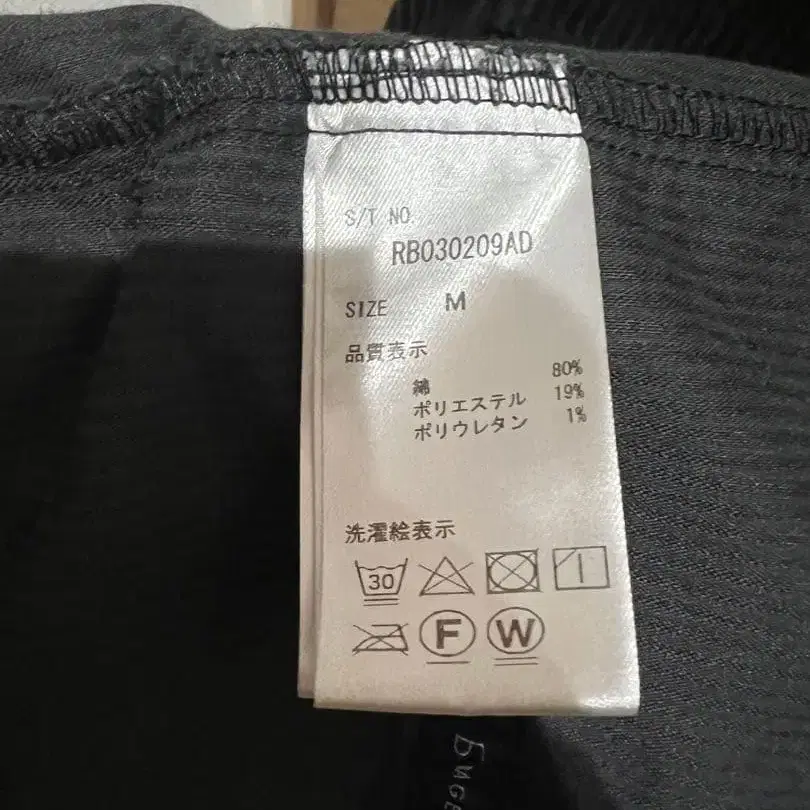 S/T NO.
RB030209AD
SIZE M
品質表示
綿 80%
ポリエステル 19%
ポリウレタン 1%
洗濯絵表示
30
F W